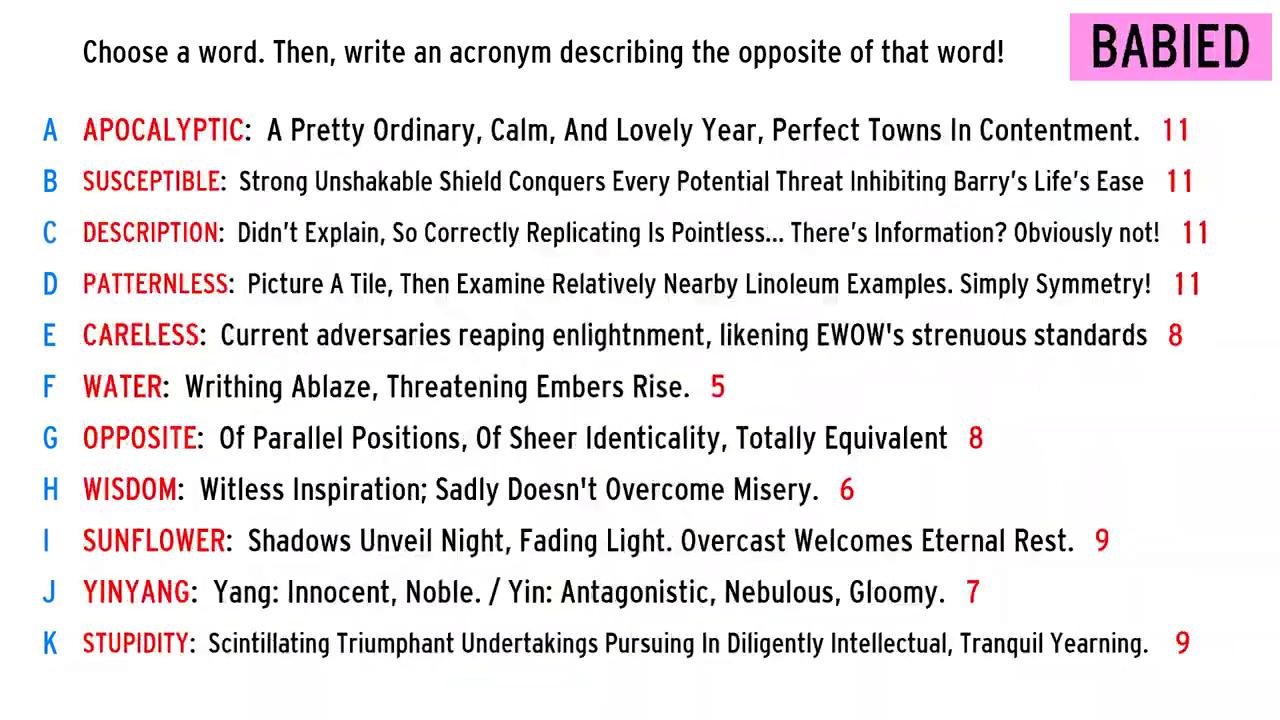 Choose a word. Then, write an acronym describing the opposite of that word!
BABIED
A APOCALYPTIC: A Pretty Ordinary, Calm, And Lovely Year, Perfect Towns In Contentment. 11
B SUSCEPTIBLE: Strong Unshakable Shield Conquers Every Potential Threat Inhibiting Barry's Life's Ease 11
C DESCRIPTION: Didn't Explain, So Correctly Replicating Is Pointless... There's Information? Obviously not! 11
D PATTERNLESS: Picture A Tile, Then Examine Relatively Nearby Linoleum Examples. Simply Symmetry! 11
E CARELESS: Current adversaries reaping enlightnment, likening EWOW's strenuous standards 8
F WATER: Writhing Ablaze, Threatening Embers Rise. 5
G OPPOSITE: Of Parallel Positions, Of Sheer Identicality, Totally Equivalent 8
H WISDOM: Witless Inspiration; Sadly Doesn't Overcome Misery. 6
I SUNFLOWER: Shadows Unveil Night, Fading Light. Overcast Welcomes Eternal Rest. 9
J YINYANG: Yang: Innocent, Noble. / Yin: Antagonistic, Nebulous, Gloomy. 7
K STUPIDITY: Scintillating Triumphant Undertakings Pursuing In Diligently Intellectual, Tranquil Yearning. 9